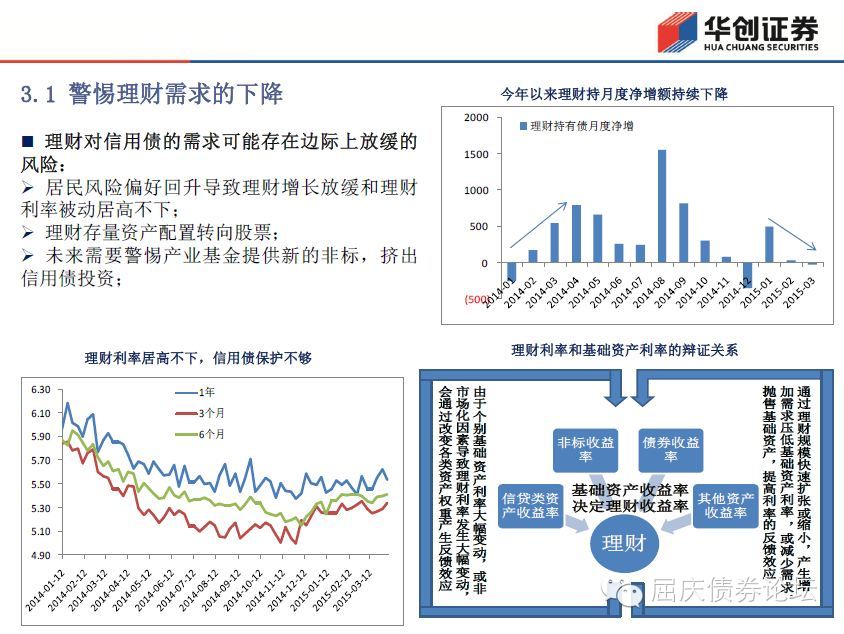 华创证券
HUA CHUANG SECURITIES
3.1 警惕理财需求的下降
■ 理财对信用债的需求可能存在边际上放缓的
风险：
➢ 居民风险偏好回升导致理财增长放缓和理财
利率被动居高不下；
➢ 理财存量资产配置转向股票；
➢ 未来需要警惕产业基金提供新的非标，挤出
信用债投资；
今年以来理财持月度净增额持续下降
理财持有债月度净增
2000
1500
1000
500
0
(500)
2014-01
2014-02
2014-03
2014-04
2014-05
2014-06
2014-07
2014-08
2014-09
2014-10
2014-11
2014-12
2015-01
2015-02
2015-03
理财利率居高不下，信用债保护不够
1年
3个月
6个月
6.30
6.10
5.90
5.70
5.50
5.30
5.10
4.90
2014-01-12
2014-02-12
2014-03-12
2014-04-12
2014-05-12
2014-06-12
2014-07-12
2014-08-12
2014-09-12
2014-10-12
2014-11-12
2014-12-12
2015-01-12
2015-02-12
2015-03-12
理财利率和基础资产利率的辩证关系
由于个别基础资产利率大幅变动，或非
市场化因素导致理财利率发生大幅变动，
会通过改变各类资产权重产生反馈效应
非标收益
率
债券收益
率
信贷类资
产收益率
基础资产收益率
决定理财收益率
其他资产
收益率
理财
通过理财规模快速扩张或缩小，产生增
加需求压低基础资产利率，或减少需求
抛售基础资产，提高利率的反馈效应
屈庆债券论坛